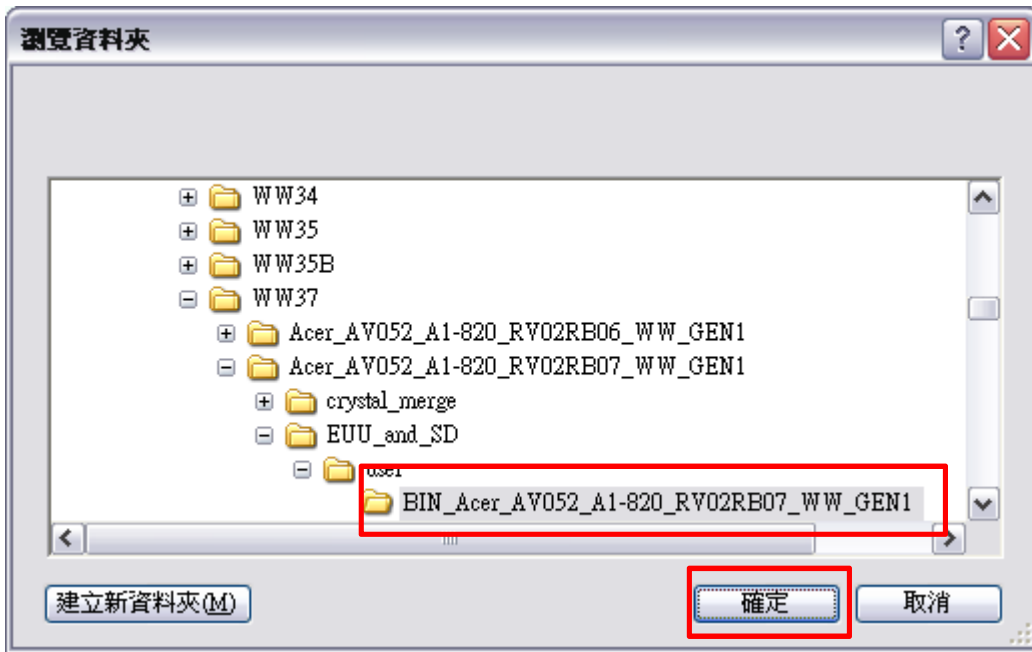 瀏覽資料夾
WW34
WW35
WW35B
WW37
Acer_AV052_A1-820_RV02RB06_WW_GEN1
Acer_AV052_A1-820_RV02RB07_WW_GEN1
crystal_merge
EUU_and_SD
user
BIN_Acer_AV052_A1-820_RV02RB07_WW_GEN1
建立新資料夾(M) 確定 取消